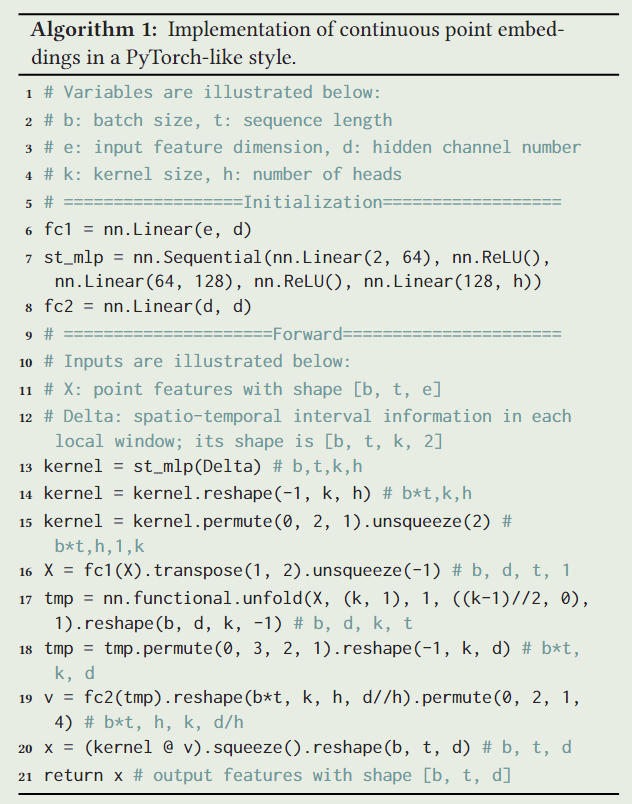 Algorithm 1: Implementation of continuous point embed-
dings in a PyTorch-like style.
1 # Variables are illustrated below:
2 # b: batch size, t: sequence length
3 # e: input feature dimension, d: hidden channel number
4 # k: kernel size, h: number of heads
5 # ==================Initialization==================
6 fc1 = nn.Linear(e, d)
7 st_mlp = nn.Sequential(nn.Linear(2, 64), nn.ReLU(),
nn.Linear(64, 128), nn.ReLU(), nn.Linear(128, h))
8 fc2 = nn.Linear(d, d)
9 # =====================Forward======================
10 # Inputs are illustrated below:
11 # X: point features with shape [b, t, e]
12 # Delta: spatio-temporal interval information in each
local window; its shape is [b, t, k, 2]
13 kernel = st_mlp(Delta) # b,t,k,h
14 kernel = kernel.reshape(-1, k, h) # b*t,k,h
15 kernel = kernel.permute(0, 2, 1).unsqueeze(2) #
b*t,h,1,k
16 X = fc1(X).transpose(1, 2).unsqueeze(-1) # b, d, t, 1
17 tmp = nn.functional.unfold(X, (k, 1), 1, ((k-1)//2, 0),
1).reshape(b, d, k, -1) # b, d, k, t
18 tmp = tmp.permute(0, 3, 2, 1).reshape(-1, k, d) # b*t,
k, d
19 v = fc2(tmp).reshape(b*t, k, h, d//h).permute(0, 2, 1,
4) # b*t, h, k, d/h
20 x = (kernel @ v).squeeze().reshape(b, t, d) # b, t, d
21 return x # output features with shape [b, t, d]